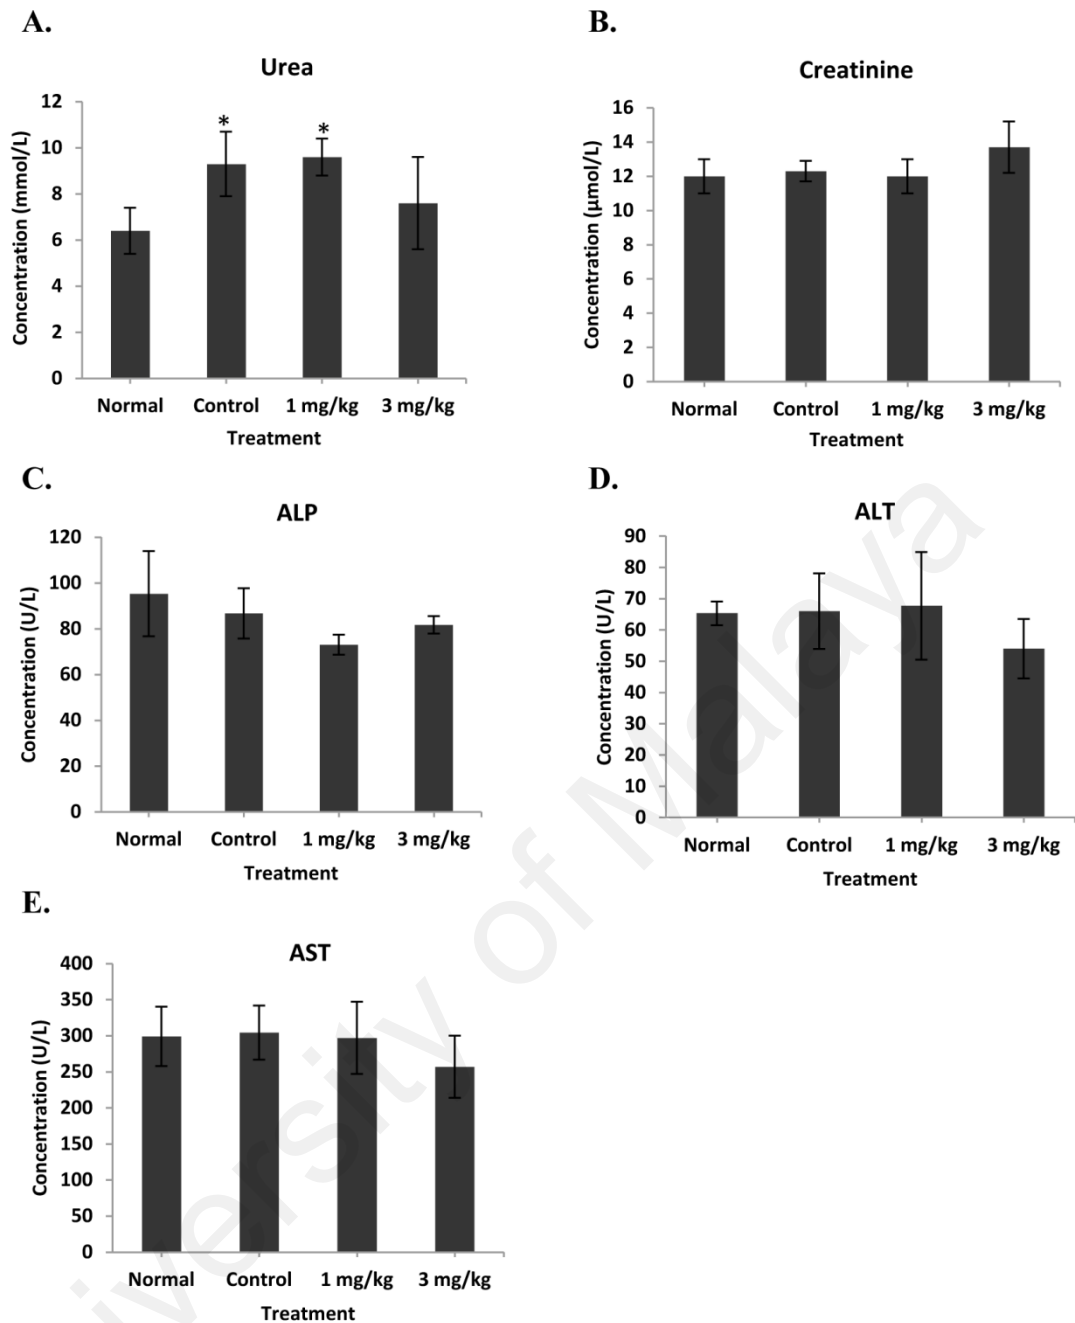 A.
Urea
Concentration (mmol/L)
12
10
8
6
4
2
0
* *
Normal Control 1 mg/kg 3 mg/kg
Treatment
B.
Creatinine
Concentration (µmol/L)
16
14
12
10
8
6
4
2
0
Normal Control 1 mg/kg 3 mg/kg
Treatment
C.
ALP
Concentration (U/L)
120
100
80
60
40
20
0
Normal Control 1 mg/kg 3 mg/kg
Treatment
D.
ALT
Concentration (U/L)
90
80
70
60
50
40
30
20
10
0
Normal Control 1 mg/kg 3 mg/kg
Treatment
E.
AST
Concentration (U/L)
400
350
300
250
200
150
100
50
0
Normal Control 1 mg/kg 3 mg/kg
Treatment
iversity of Malaya